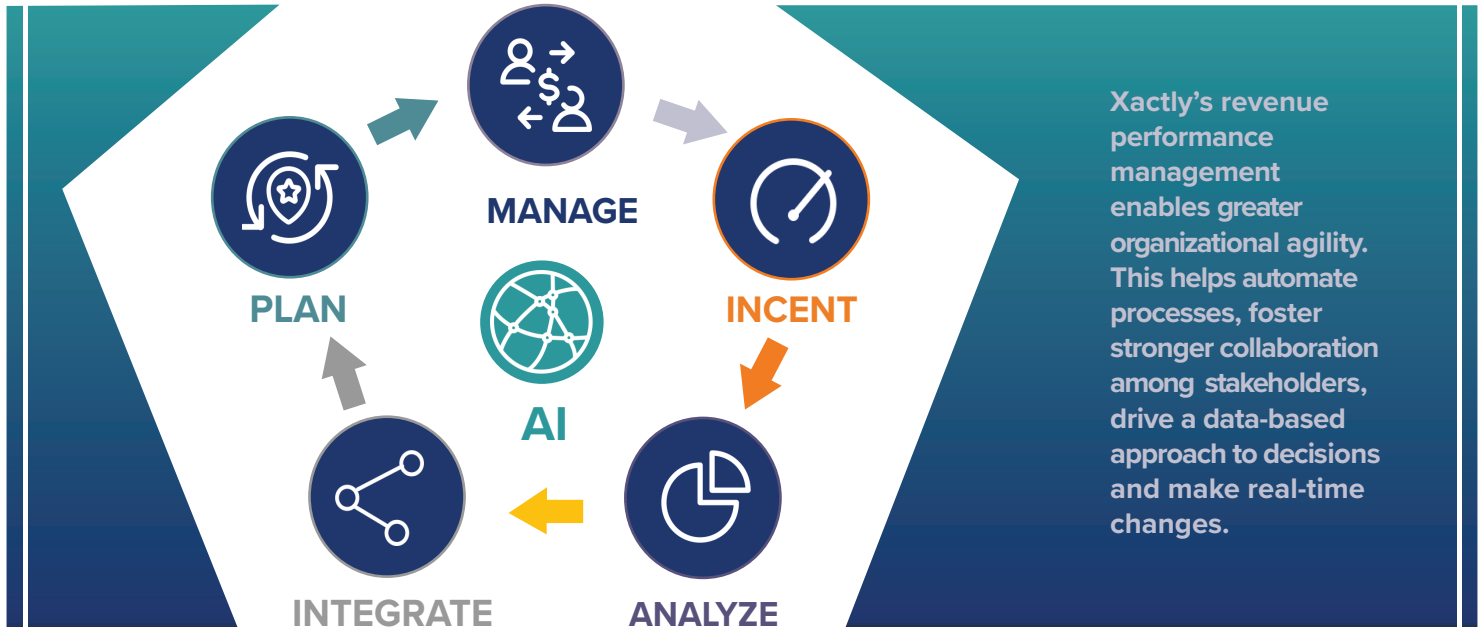 MANAGE
PLAN
INCENT
AI
INTEGRATE
ANALYZE
$
Xactly’s revenue
performance
management
enables greater
organizational agility.
This helps automate
processes, foster
stronger collaboration
among stakeholders,
drive a data-based
approach to decisions
and make real-time
changes.